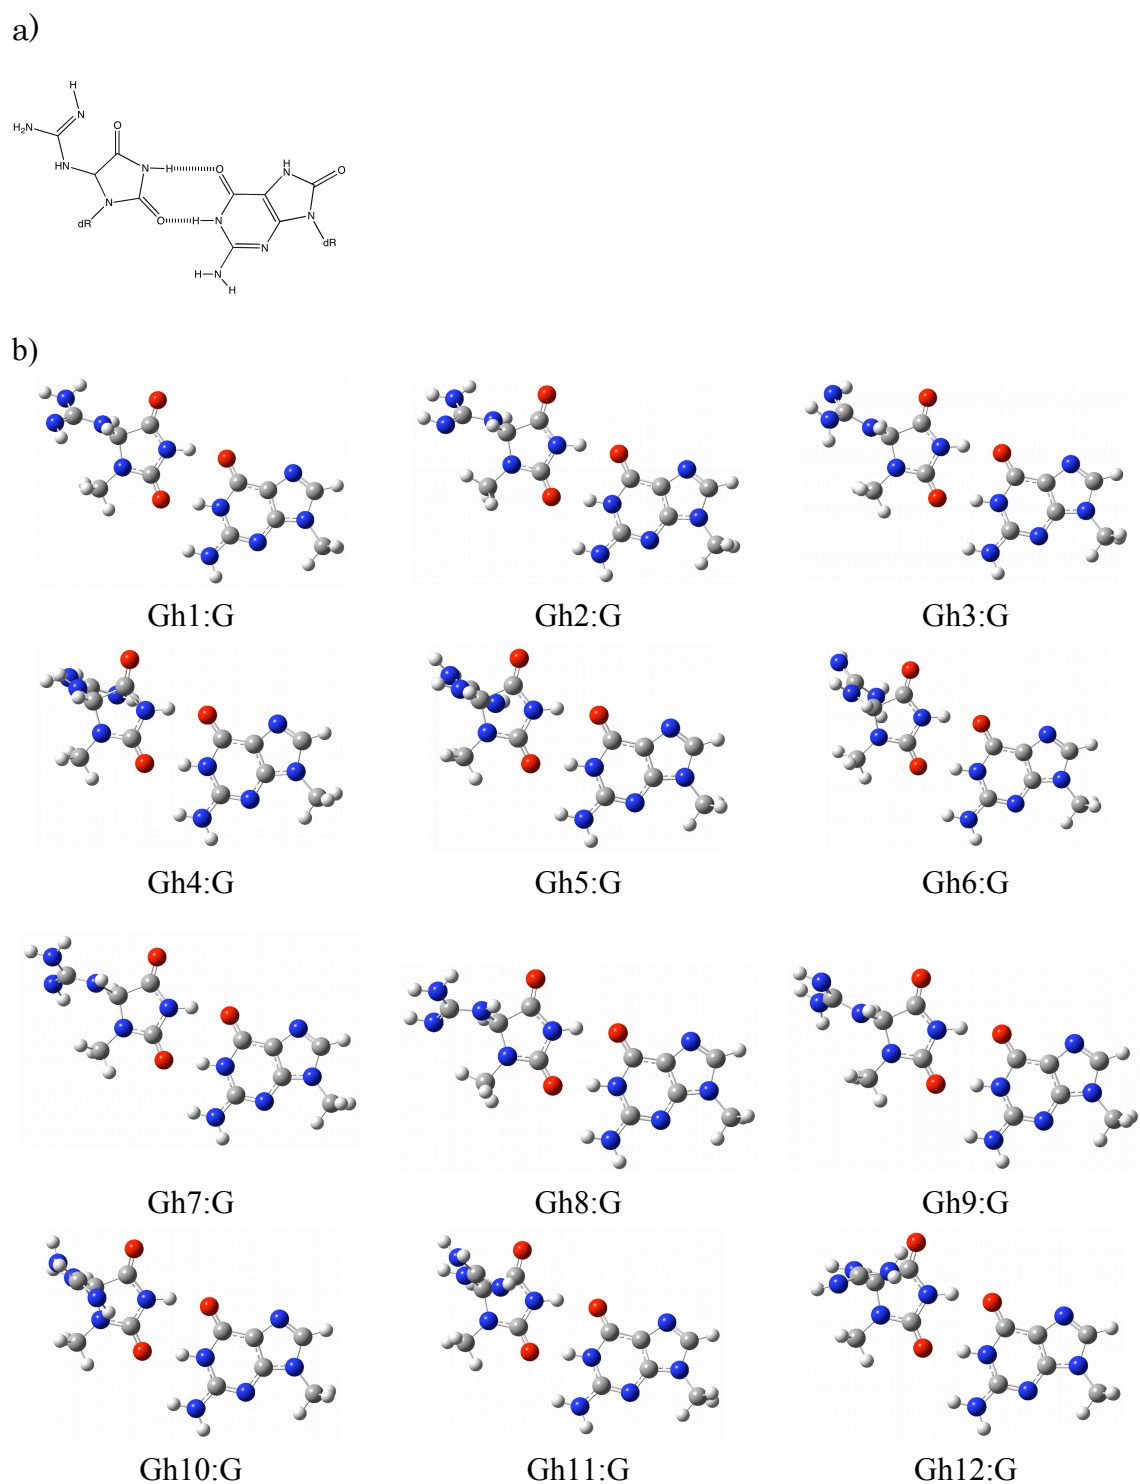 a)
H
N
H₂N
O
HN
N
H
O
H
N
O
N
dR
O
H
N
N
N
dR
H
N
H
b)
Gh1:G Gh2:G Gh3:G
Gh4:G Gh5:G Gh6:G
Gh7:G Gh8:G Gh9:G
Gh10:G Gh11:G Gh12:G